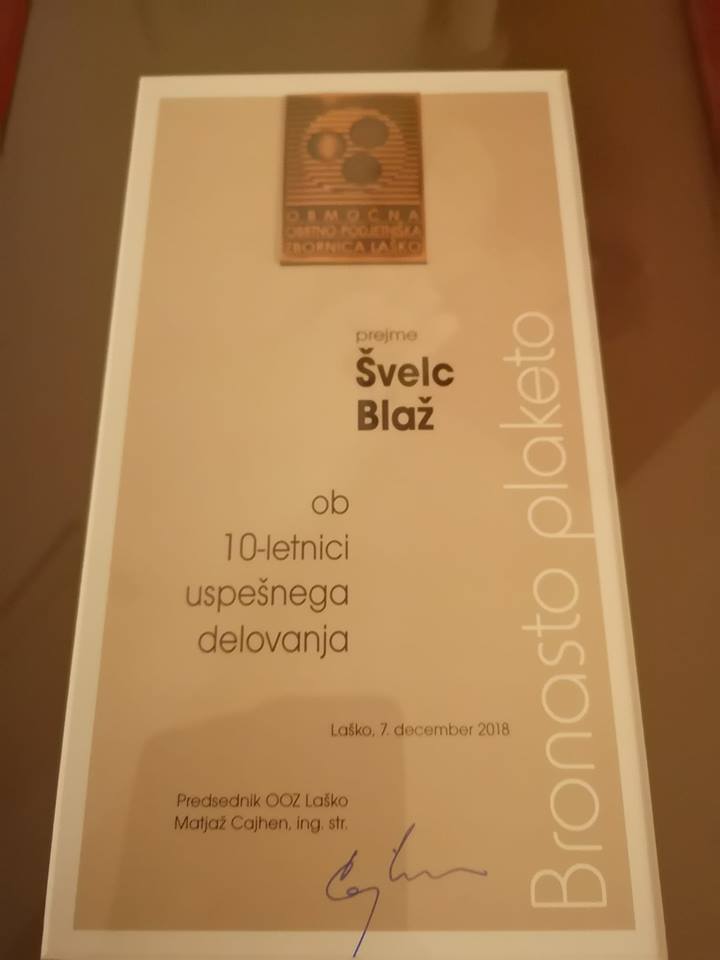 OBMOČNA
OBRTNO-PODJETNIŠKA
ZBORNICA LAŠKO
prejme
Švelc
Blaž
ob
10-letnici
uspešnega
delovanja
Bronasto plaketo
Laško, 7. december 2018
Predsednik OOZ Laško
Matjaž Cajhen, ing. str.